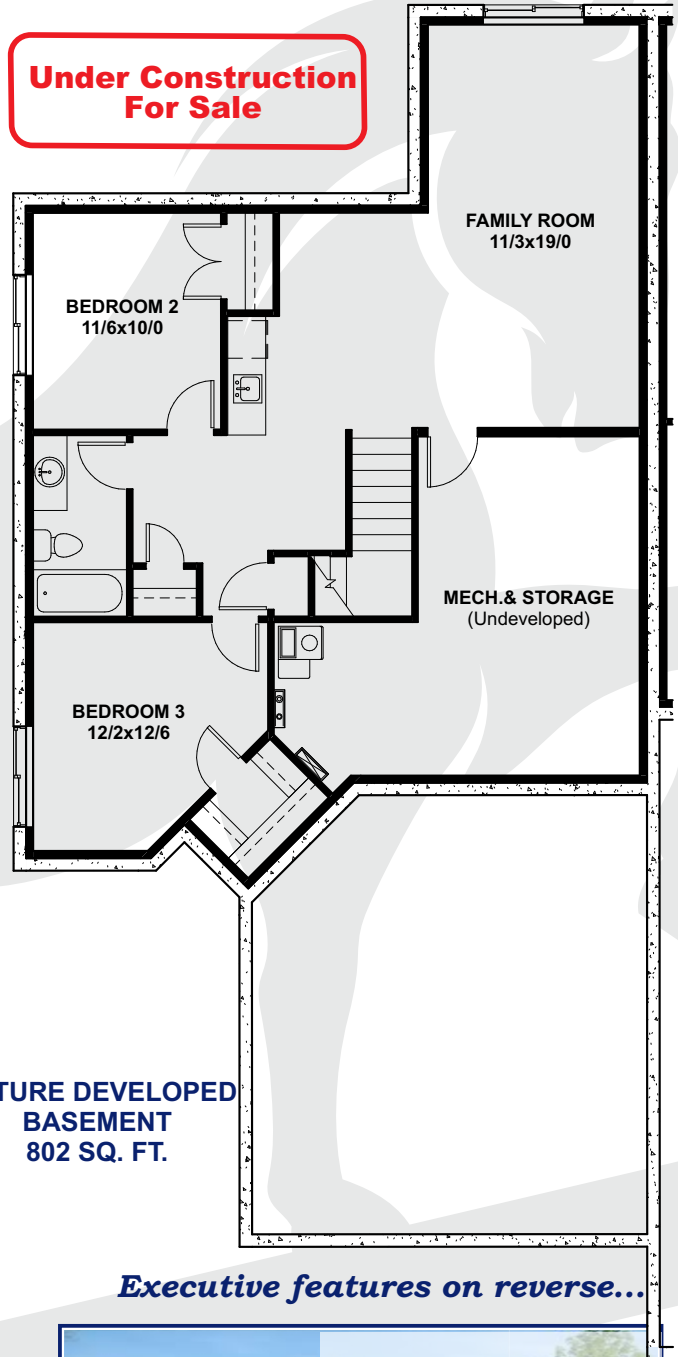 Under Construction
For Sale
FAMILY ROOM
11/3x19/0
BEDROOM 2
11/6x10/0
MECH.& STORAGE
(Undeveloped)
BEDROOM 3
12/2x12/6
TURE DEVELOPED
BASEMENT
802 SQ. FT.
Executive features on reverse...